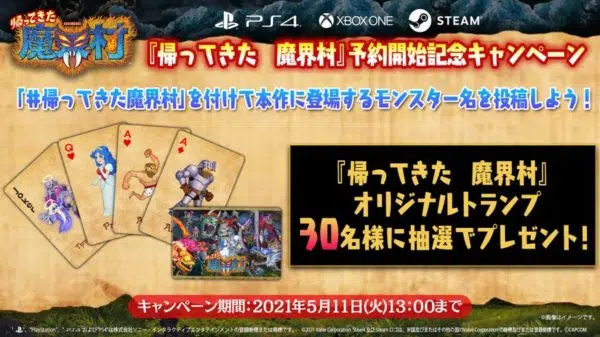 帰ってきた
魔界村
PS4 XBOX ONE STEAM
『帰ってきた 魔界村』予約開始記念キャンペーン
「#帰ってきた魔界村」を付けて本作に登場するモンスター名を投稿しよう!
JOKER
Q
A
A
『帰ってきた 魔界村』
オリジナルトランプ
30名様に抽選でプレゼント!
キャンペーン期間:2021年5月11日(火)13:00まで
※画像はイメージです。
©CAPCOM